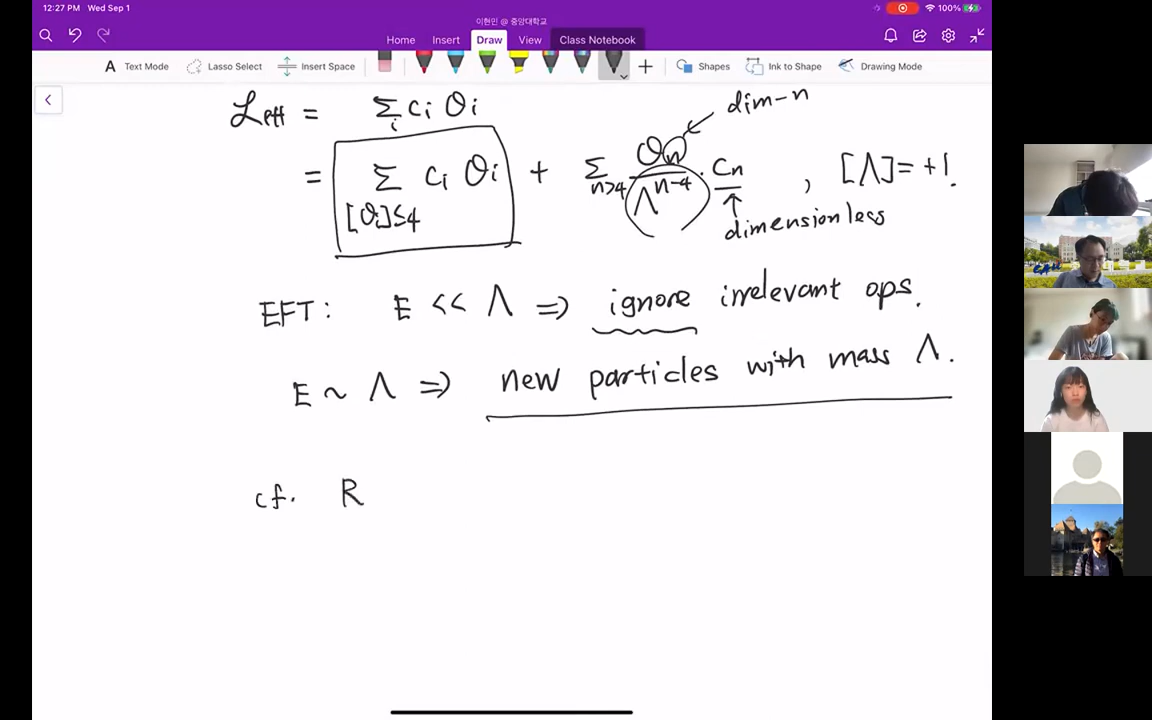 12:27 PM Wed Sep 1
100%
이현민 @ 중앙대학교
Home Insert Draw View Class Notebook
A Text Mode Lasso Select Insert Space Shapes Ink to Shape Drawing Mode
dim-n
ℒeff = Σi ci 𝒪i
= Σ[𝒪i]≤4 ci 𝒪i + Σn>4 𝒪n/Λ^(n-4) · cn , [Λ]=+1.
dimensionless
EFT: E << Λ ⇒ ignore irrelevant ops.
E ~ Λ ⇒ new particles with mass Λ.
cf. R